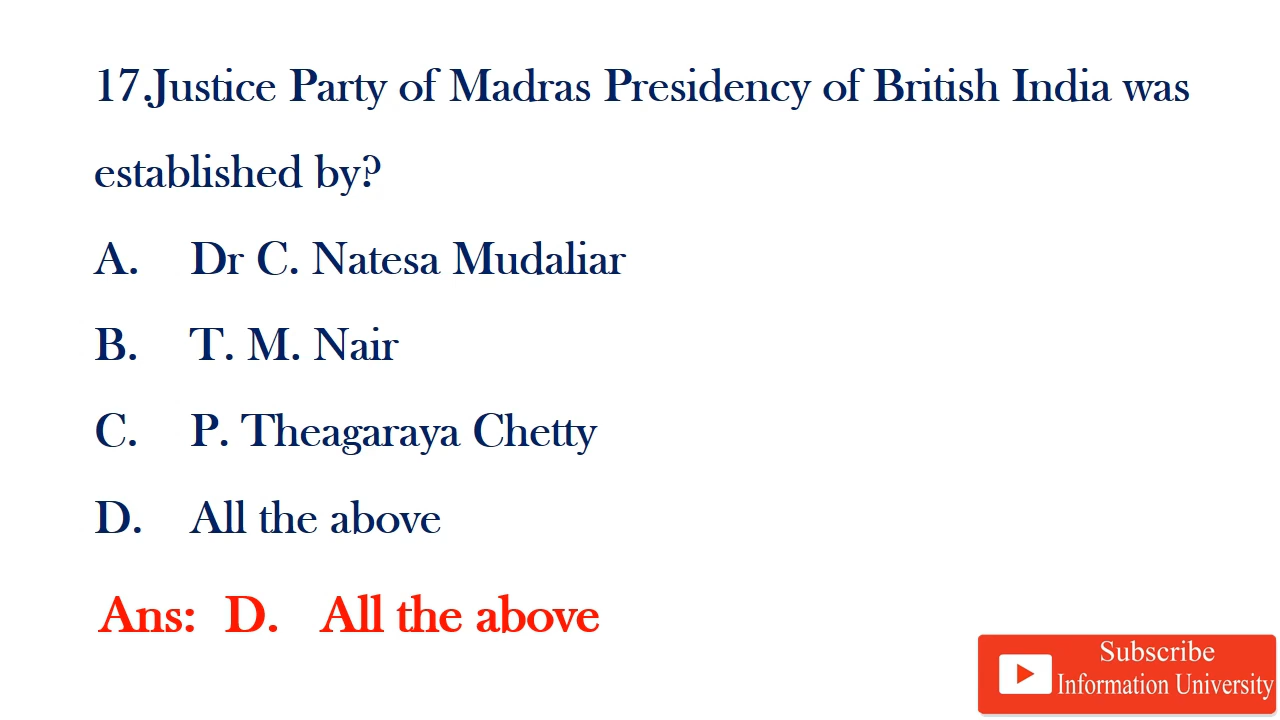 17.Justice Party of Madras Presidency of British India was
established by?
A. Dr C. Natesa Mudaliar
B. T. M. Nair
C. P. Theagaraya Chetty
D. All the above
Ans: D. All the above
Subscribe
Information University